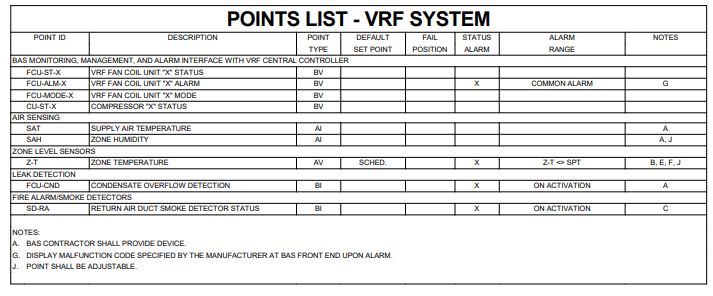 POINTS LIST - VRF SYSTEM
POINT ID DESCRIPTION POINT TYPE DEFAULT SET POINT FAIL POSITION STATUS ALARM ALARM RANGE NOTES
BAS MONITORING, MANAGEMENT, AND ALARM INTERFACE WITH VRF CENTRAL CONTROLLER
FCU-ST-X VRF FAN COIL UNIT "X" STATUS BV
FCU-ALM-X VRF FAN COIL UNIT "X" ALARM BV X COMMON ALARM G
FCU-MODE-X VRF FAN COIL UNIT "X" MODE BV
CU-ST-X COMPRESSOR "X" STATUS BV
AIR SENSING
SAT SUPPLY AIR TEMPERATURE AI A
SAH ZONE HUMIDITY AI A, J
ZONE LEVEL SENSORS
Z-T ZONE TEMPERATURE AV SCHED. X Z-T <> SPT B, E, F, J
LEAK DETECTION
FCU-CND CONDENSATE OVERFLOW DETECTION BI X ON ACTIVATION A
FIRE ALARM/SMOKE DETECTORS
SD-RA RETURN AIR DUCT SMOKE DETECTOR STATUS BI X ON ACTIVATION C
NOTES:
A. BAS CONTRACTOR SHALL PROVIDE DEVICE.
G. DISPLAY MALFUNCTION CODE SPECIFIED BY THE MANUFACTURER AT BAS FRONT END UPON ALARM.
J. POINT SHALL BE ADJUSTABLE.